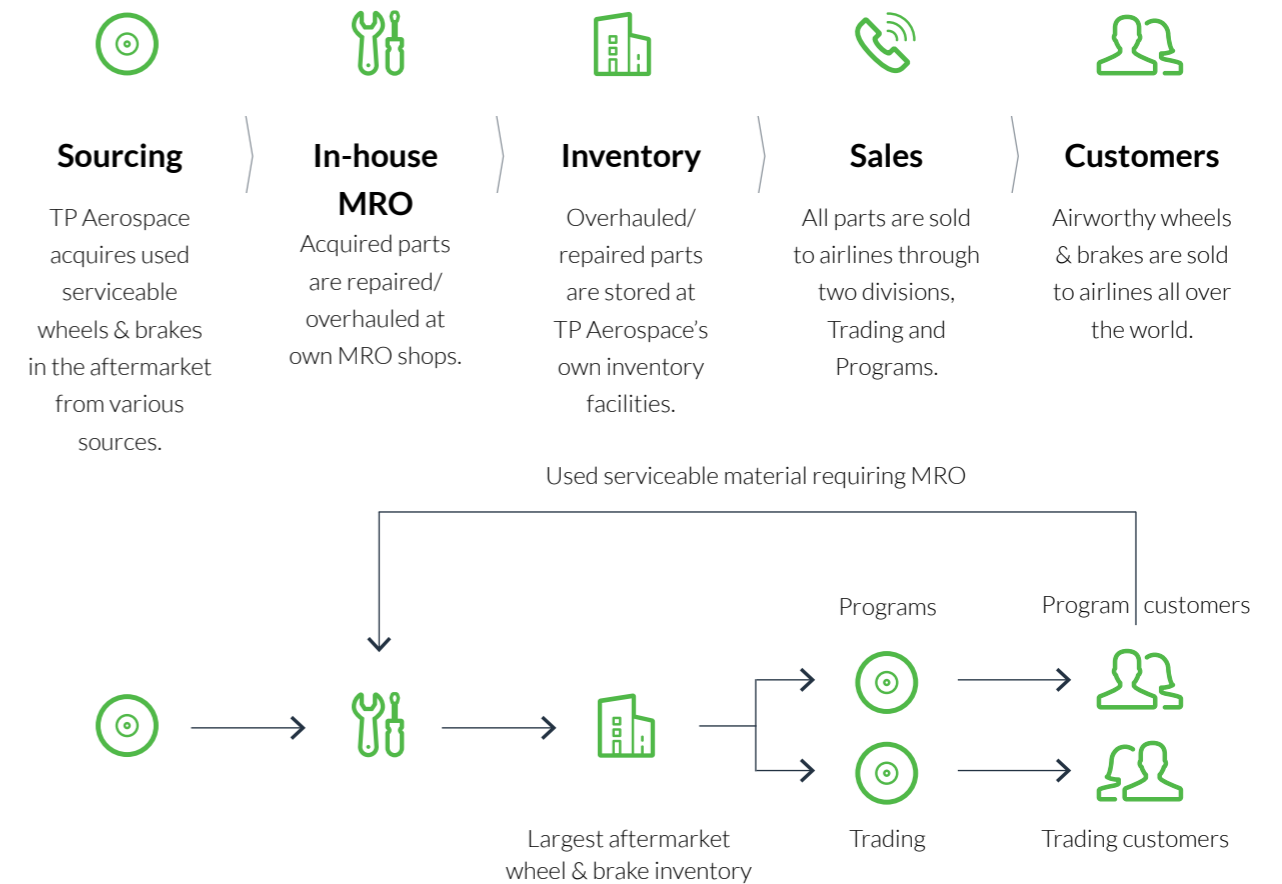 Sourcing
TP Aerospace
acquires used
serviceable
wheels & brakes
in the aftermarket
from various
sources.
In-house
MRO
Acquired parts
are repaired/
overhauled at
own MRO shops.
Inventory
Overhauled/
repaired parts
are stored at
TP Aerospace’s
own inventory
facilities.
Sales
All parts are sold
to airlines through
two divisions,
Trading and
Programs.
Customers
Airworthy wheels
& brakes are sold
to airlines all over
the world.
Used serviceable material requiring MRO
Programs
Program customers
Largest aftermarket
wheel & brake inventory
Trading
Trading customers